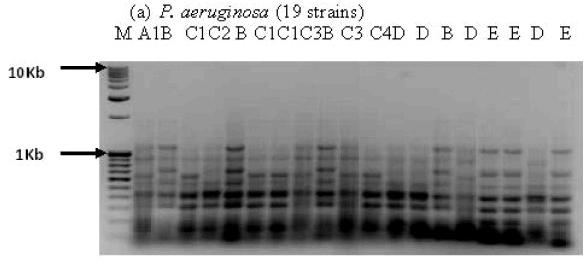 (a) P. aeruginosa (19 strains)
M A1B C1C2 B C1C1C3B C3 C4D D B D E E D E
10Kb
1Kb